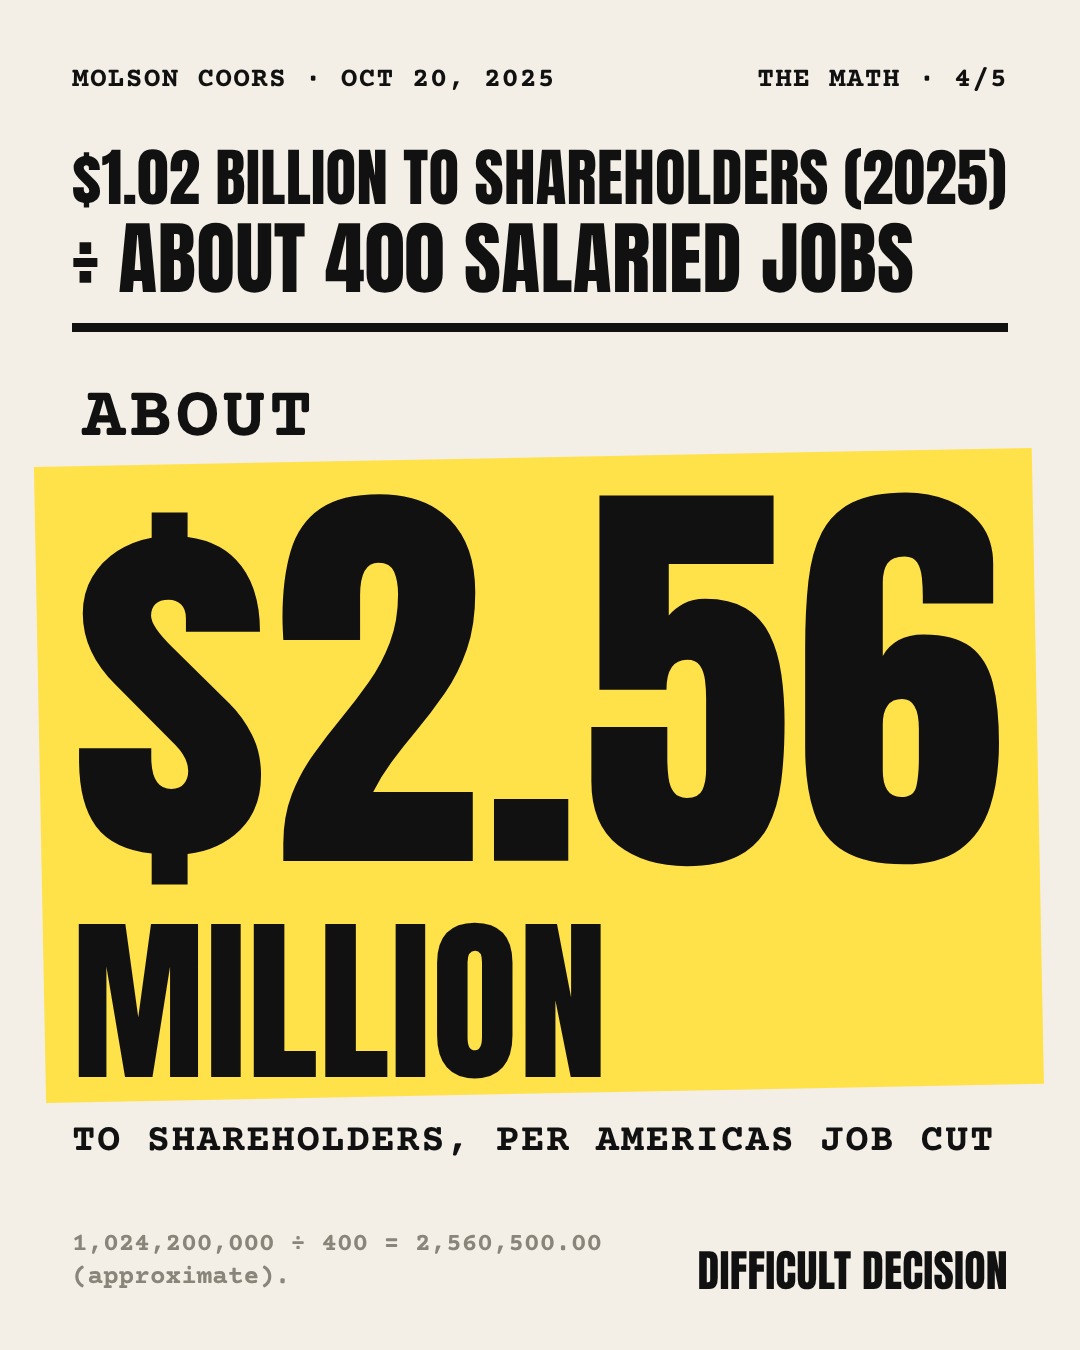 MOLSON COORS · OCT 20, 2025
THE MATH · 4/5
$1.02 BILLION TO SHAREHOLDERS (2025)
÷ ABOUT 400 SALARIED JOBS
ABOUT
$2.56
MILLION
TO SHAREHOLDERS, PER AMERICAS JOB CUT
1,024,200,000 ÷ 400 = 2,560,500.00
(approximate).
DIFFICULT DECISION